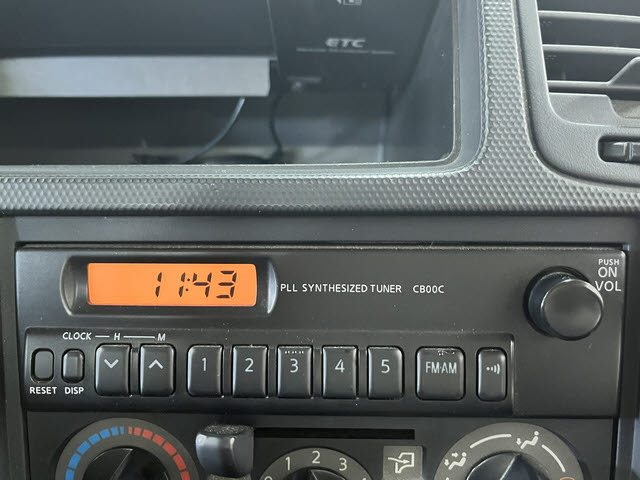 ETC
11:43
PLL SYNTHESIZED TUNER CB00C
PUSH
ON
VOL
CLOCK H M
RESET DISP 1 2 3 4 5 FM·AM
0 1 2 3